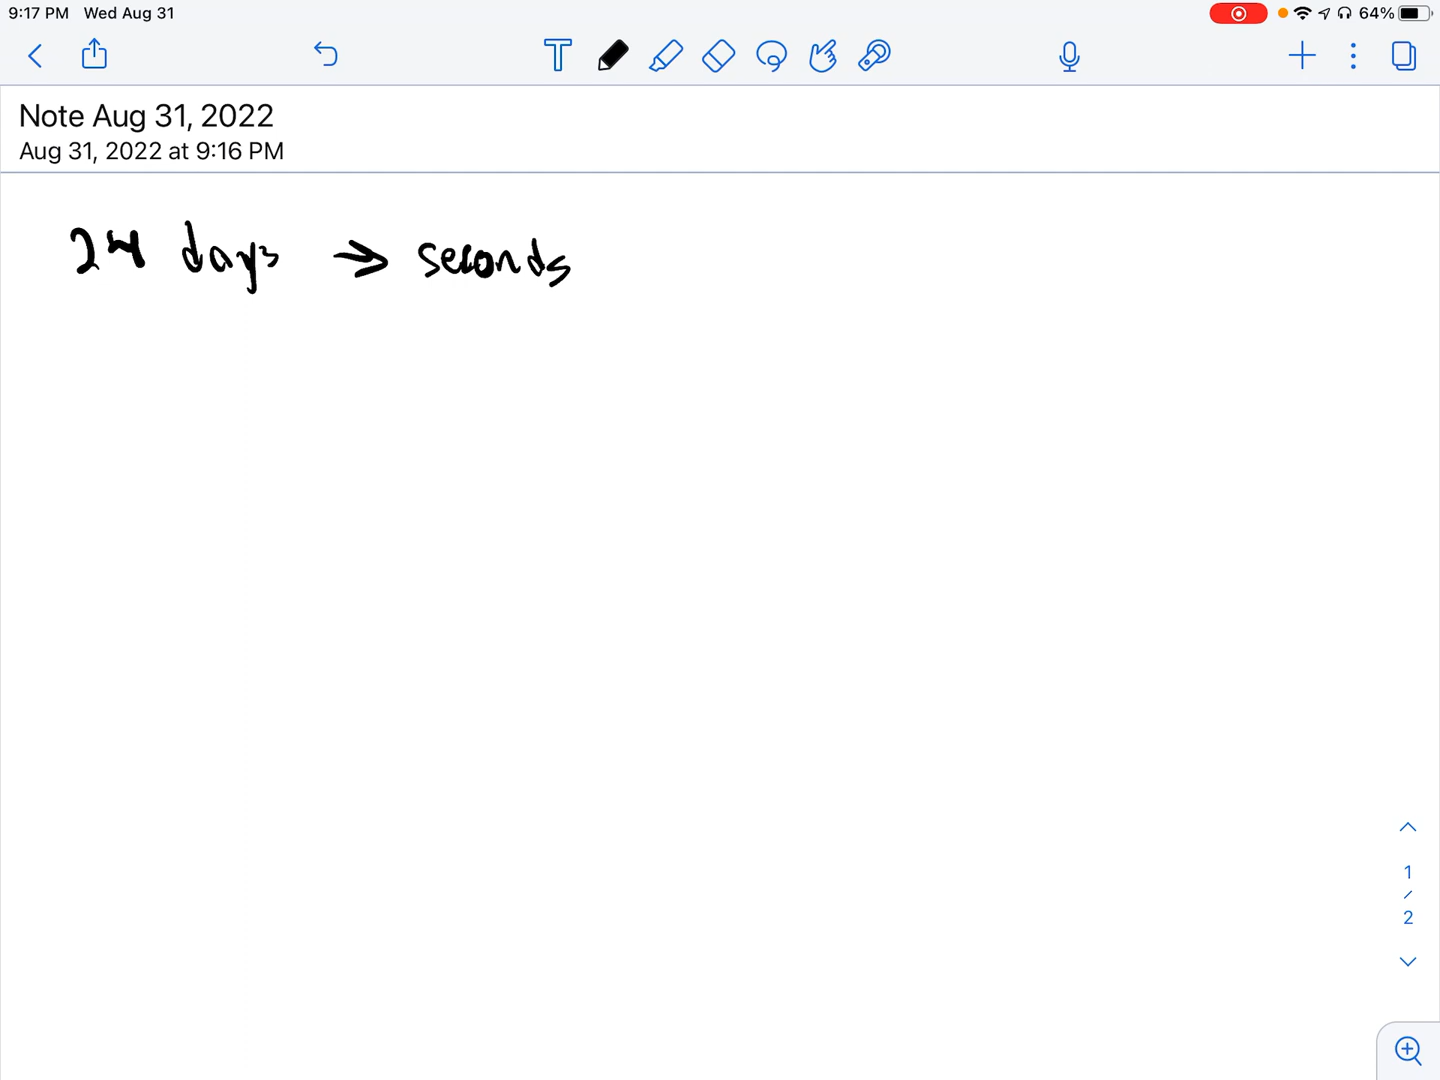 9:17 PM Wed Aug 31 64%
T
Note Aug 31, 2022
Aug 31, 2022 at 9:16 PM
24 days → seconds
1
/
2